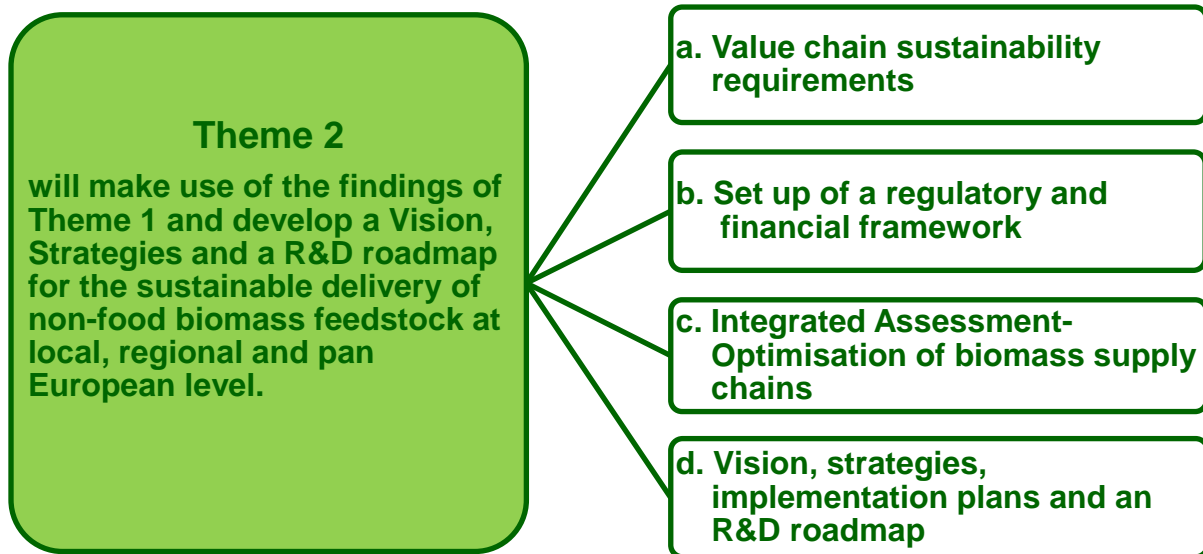 Theme 2
will make use of the findings of
Theme 1 and develop a Vision,
Strategies and a R&D roadmap
for the sustainable delivery of
non-food biomass feedstock at
local, regional and pan
European level.
a. Value chain sustainability
requirements
b. Set up of a regulatory and
financial framework
c. Integrated Assessment-
Optimisation of biomass supply
chains
d. Vision, strategies,
implementation plans and an
R&D roadmap